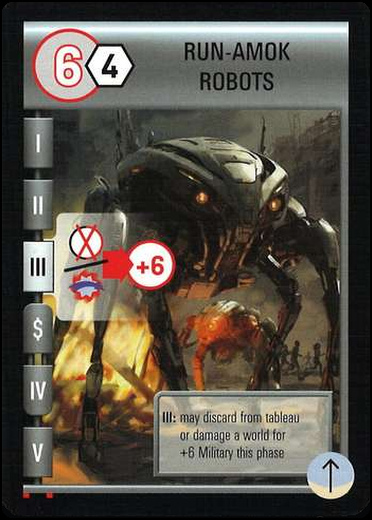 6 4
RUN-AMOK
ROBOTS
I
II
III
+6
$
IV
V
III: may discard from tableau
or damage a world for
+6 Military this phase